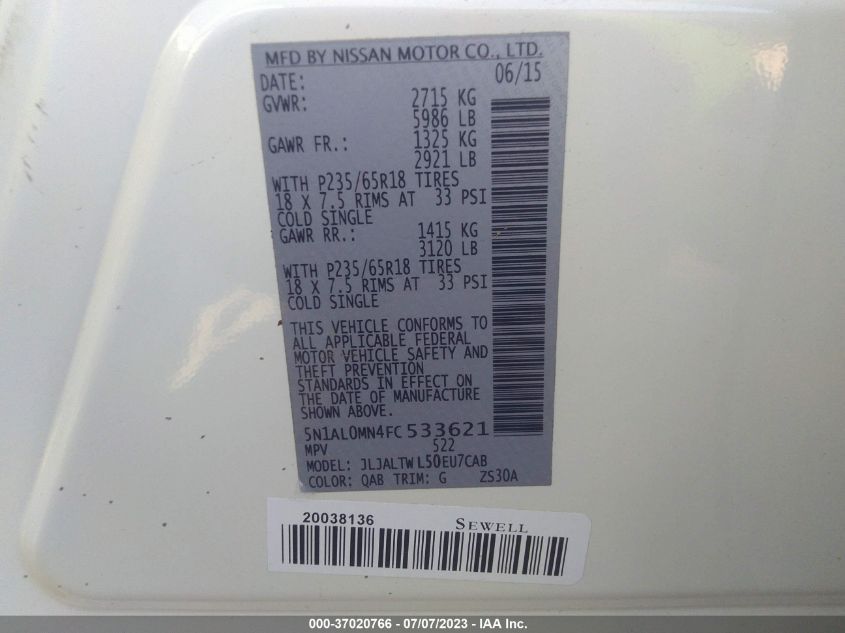 MFD BY NISSAN MOTOR CO., LTD.
DATE: 06/15
GVWR: 2715 KG
5986 LB
GAWR FR.: 1325 KG
2921 LB
WITH P235/65R18 TIRES
18 X 7.5 RIMS AT 33 PSI
COLD SINGLE
GAWR RR.: 1415 KG
3120 LB
WITH P235/65R18 TIRES
18 X 7.5 RIMS AT 33 PSI
COLD SINGLE
THIS VEHICLE CONFORMS TO
ALL APPLICABLE FEDERAL
MOTOR VEHICLE SAFETY AND
THEFT PREVENTION
STANDARDS IN EFFECT ON
THE DATE OF MANUFACTURE
SHOWN ABOVE.
5N1AL0MN4FC533621
MPV 522
MODEL: JLJALTWL50EU7CAB
COLOR: QAB TRIM: G ZS30A
20038136 SEWELL
000-37020766 - 07/07/2023 - IAA Inc.